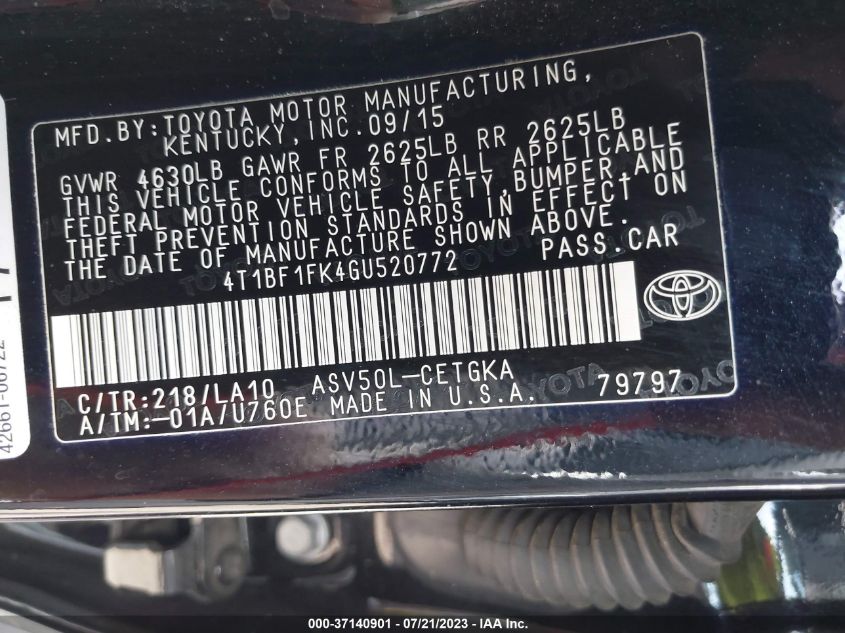 MFD. BY: TOYOTA MOTOR MANUFACTURING,
KENTUCKY, INC. 09/15
GVWR 4630LB GAWR FR 2625LB RR 2625LB
THIS VEHICLE CONFORMS TO ALL APPLICABLE
FEDERAL MOTOR VEHICLE SAFETY, BUMPER, AND
THEFT PREVENTION STANDARDS IN EFFECT ON
THE DATE OF MANUFACTURE SHOWN ABOVE.
4T1BF1FK4GU520772 PASS. CAR
C/TR:218/LA10 ASV50L-CETGKA
A/TM:-01A/U760E MADE IN U.S.A. 79797
000-37140901 / 07/21/2023 - IAA Inc.